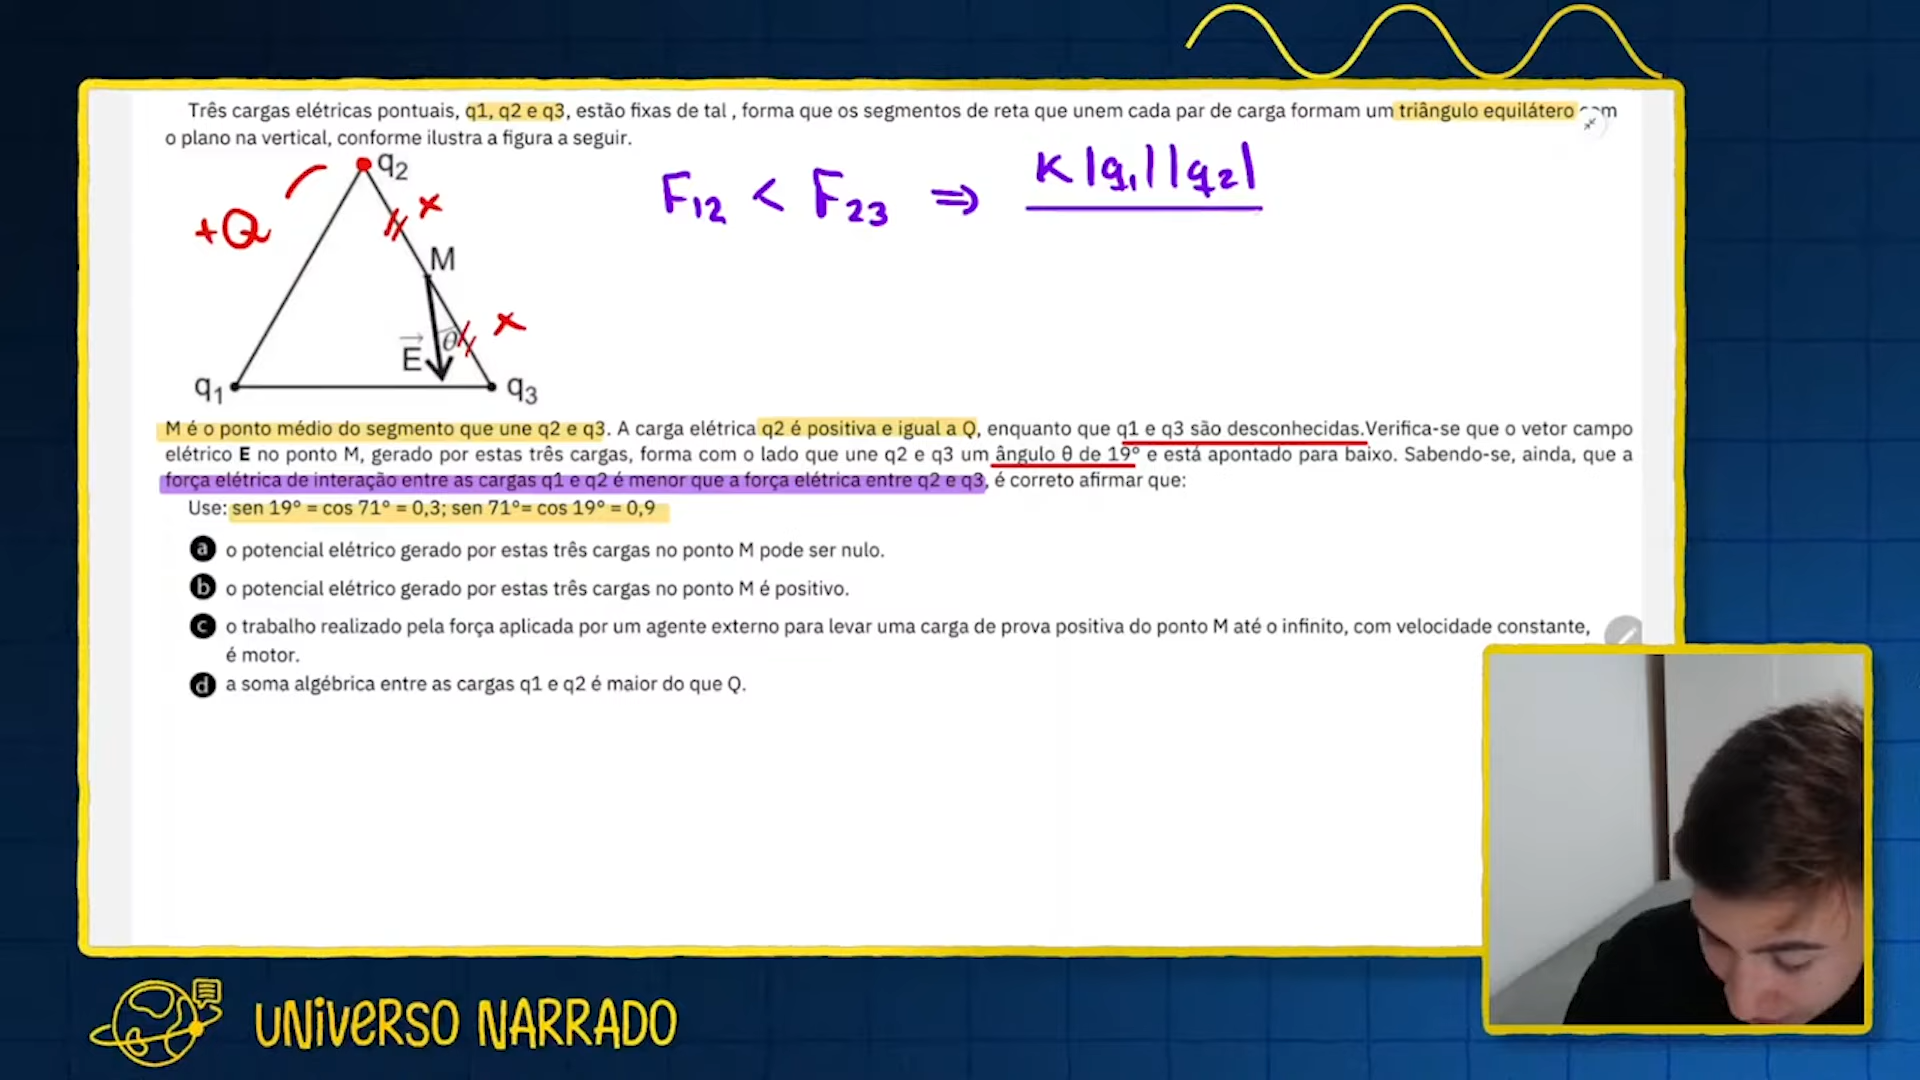 Três cargas elétricas pontuais, q1, q2 e q3, estão fixas de tal , forma que os segmentos de reta que unem cada par de carga formam um triângulo equilátero
o plano na vertical, conforme ilustra a figura a seguir.
q2
+Q
x
M
x
E
θ
q1
q3
F12 < F23 ⇒ K|q1||q2|
M é o ponto médio do segmento que une q2 e q3. A carga elétrica q2 é positiva e igual a Q, enquanto que q1 e q3 são desconhecidas.Verifica-se que o vetor campo
elétrico E no ponto M, gerado por estas três cargas, forma com o lado que une q2 e q3 um ângulo θ de 19° e está apontado para baixo. Sabendo-se, ainda, que a
força elétrica de interação entre as cargas q1 e q2 é menor que a força elétrica entre q2 e q3, é correto afirmar que:
Use: sen 19° = cos 71° = 0,3; sen 71°= cos 19° = 0,9
a o potencial elétrico gerado por estas três cargas no ponto M pode ser nulo.
b o potencial elétrico gerado por estas três cargas no ponto M é positivo.
c o trabalho realizado pela força aplicada por um agente externo para levar uma carga de prova positiva do ponto M até o infinito, com velocidade constante,
é motor.
d a soma algébrica entre as cargas q1 e q2 é maior do que Q.
UNIVERSO NARRADO